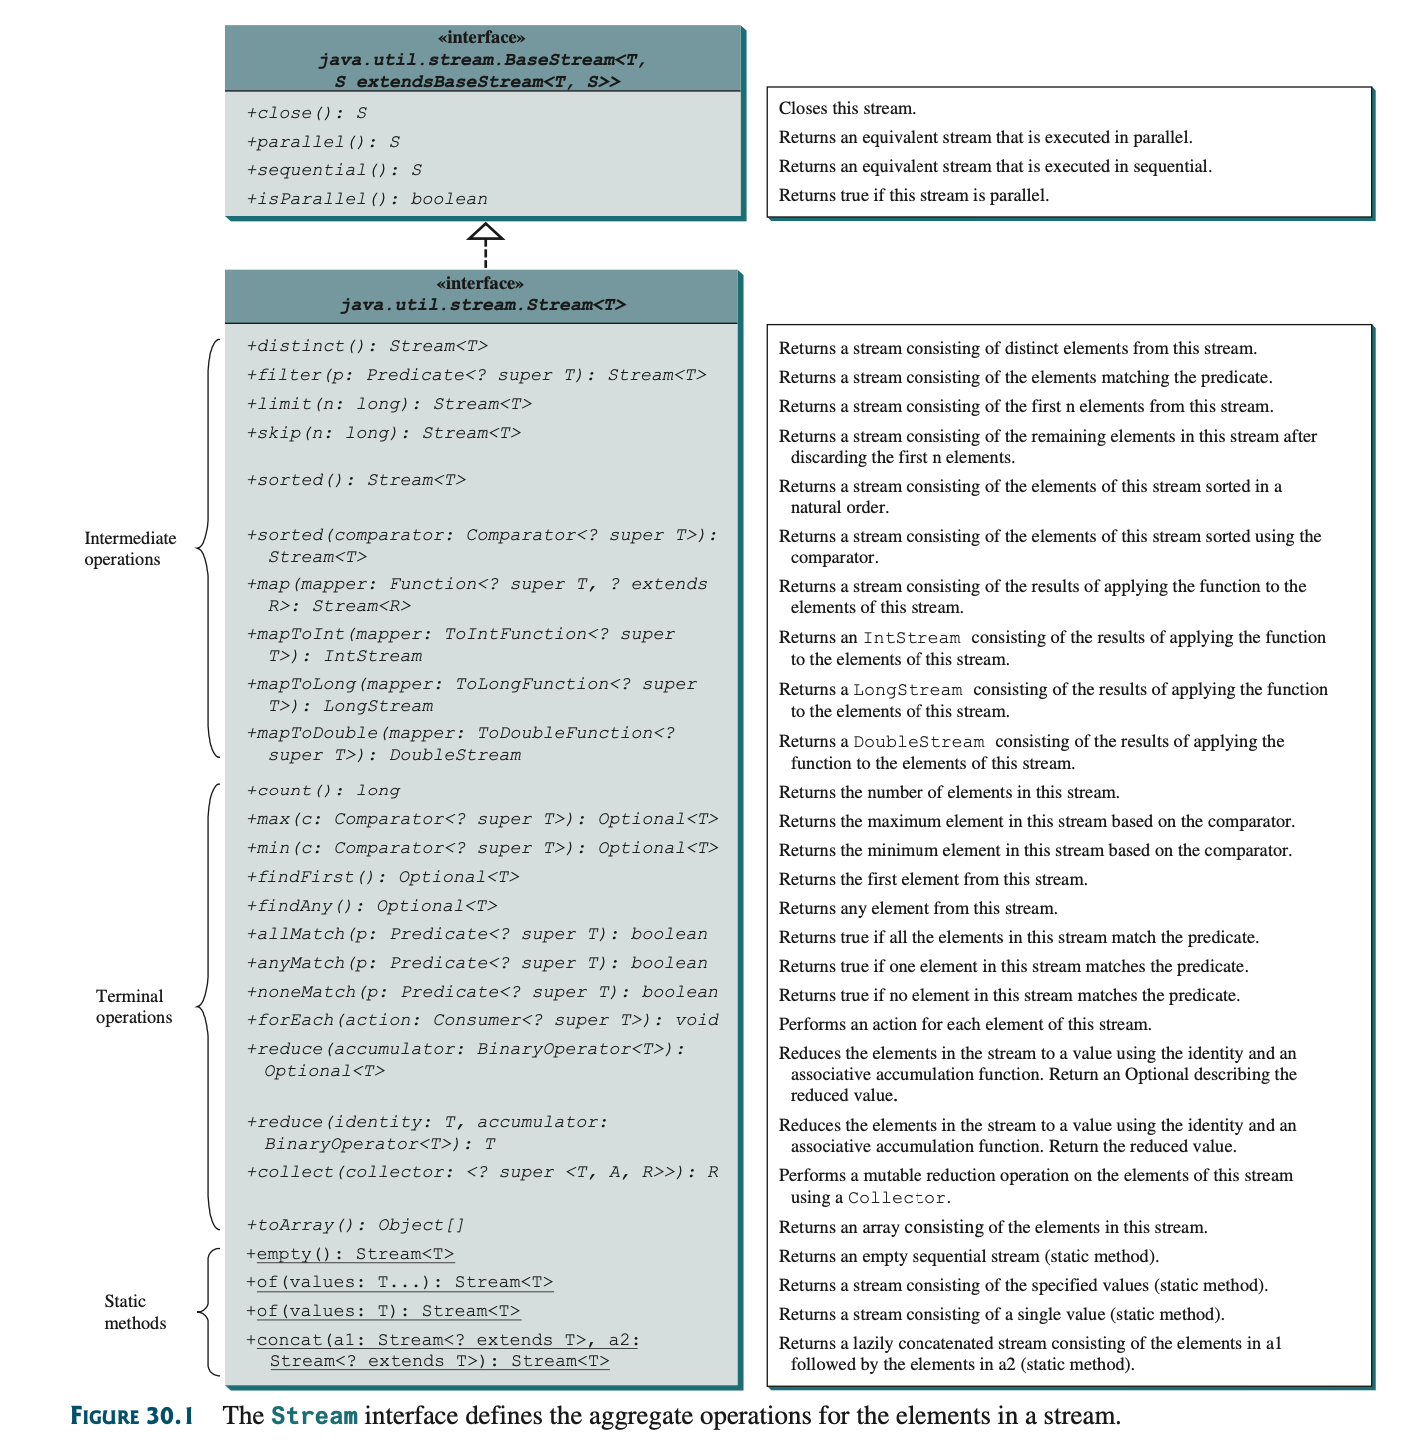 «interface»
java.util.stream.BaseStream<T,
S extendsBaseStream<T, S>>
+close(): S
+parallel(): S
+sequential(): S
+isParallel(): boolean
Closes this stream.
Returns an equivalent stream that is executed in parallel.
Returns an equivalent stream that is executed in sequential.
Returns true if this stream is parallel.
«interface»
java.util.stream.Stream<T>
Intermediate
operations
+distinct(): Stream<T>
+filter(p: Predicate<? super T): Stream<T>
+limit(n: long): Stream<T>
+skip(n: long): Stream<T>
+sorted(): Stream<T>
+sorted(comparator: Comparator<? super T>):
Stream<T>
+map(mapper: Function<? super T, ? extends
R>: Stream<R>
+mapToInt(mapper: ToIntFunction<? super
T>): IntStream
+mapToLong(mapper: ToLongFunction<? super
T>): LongStream
+mapToDouble(mapper: ToDoubleFunction<?
super T>): DoubleStream
Terminal
operations
+count(): long
+max(c: Comparator<? super T>): Optional<T>
+min(c: Comparator<? super T>): Optional<T>
+findFirst(): Optional<T>
+findAny(): Optional<T>
+allMatch(p: Predicate<? super T): boolean
+anyMatch(p: Predicate<? super T): boolean
+noneMatch(p: Predicate<? super T): boolean
+forEach(action: Consumer<? super T>): void
+reduce(accumulator: BinaryOperator<T>):
Optional<T>
+reduce(identity: T, accumulator:
BinaryOperator<T>): T
+collect(collector: <? super <T, A, R>>): R
+toArray(): Object[]
Static
methods
+empty(): Stream<T>
+of(values: T...): Stream<T>
+of(values: T): Stream<T>
+concat(a1: Stream<? extends T>, a2:
Stream<? extends T>): Stream<T>
Returns a stream consisting of distinct elements from this stream.
Returns a stream consisting of the elements matching the predicate.
Returns a stream consisting of the first n elements from this stream.
Returns a stream consisting of the remaining elements in this stream after
discarding the first n elements.
Returns a stream consisting of the elements of this stream sorted in a
natural order.
Returns a stream consisting of the elements of this stream sorted using the
comparator.
Returns a stream consisting of the results of applying the function to the
elements of this stream.
Returns an IntStream consisting of the results of applying the function
to the elements of this stream.
Returns a LongStream consisting of the results of applying the function
to the elements of this stream.
Returns a DoubleStream consisting of the results of applying the
function to the elements of this stream.
Returns the number of elements in this stream.
Returns the maximum element in this stream based on the comparator.
Returns the minimum element in this stream based on the comparator.
Returns the first element from this stream.
Returns any element from this stream.
Returns true if all the elements in this stream match the predicate.
Returns true if one element in this stream matches the predicate.
Returns true if no element in this stream matches the predicate.
Performs an action for each element of this stream.
Reduces the elements in the stream to a value using the identity and an
associative accumulation function. Return an Optional describing the
reduced value.
Reduces the elements in the stream to a value using the identity and an
associative accumulation function. Return the reduced value.
Performs a mutable reduction operation on the elements of this stream
using a Collector.
Returns an array consisting of the elements in this stream.
Returns an empty sequential stream (static method).
Returns a stream consisting of the specified values (static method).
Returns a stream consisting of a single value (static method).
Returns a lazily concatenated stream consisting of the elements in a1
followed by the elements in a2 (static method).
FIGURE 30.1 The Stream interface defines the aggregate operations for the elements in a stream.